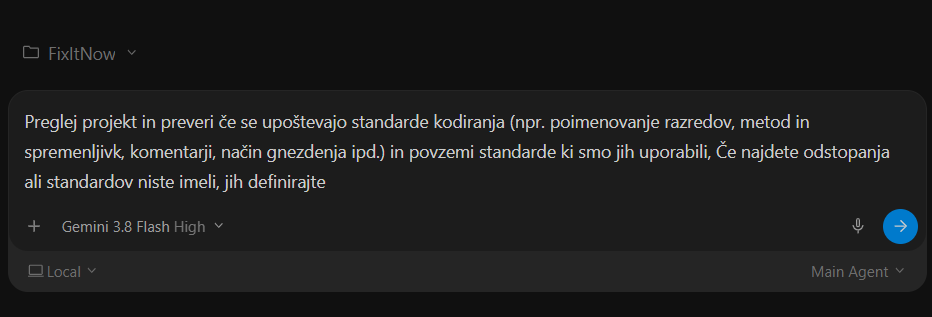 FixItNow
Preglej projekt in preveri če se upoštevajo standarde kodiranja (npr. poimenovanje razredov, metod in
spremenljivk, komentarji, način gnezdenja ipd.) in povzemi standarde ki smo jih uporabili, Če najdete odstopanja
ali standardov niste imeli, jih definirajte
Gemini 3.8 Flash High
Local
Main Agent